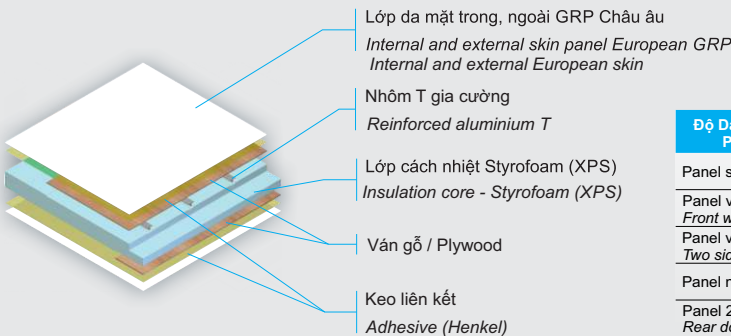 Lớp da mặt trong, ngoài GRP Châu âu
Internal and external skin panel European GRP
Internal and external European skin
Nhôm T gia cường
Reinforced aluminium T
Lớp cách nhiệt Styrofoam (XPS)
Insulation core - Styrofoam (XPS)
Ván gỗ / Plywood
Keo liên kết
Adhesive (Henkel)
Độ
Panel
Panel
Front
Panel
Two
Panel
Panel 2
Rear